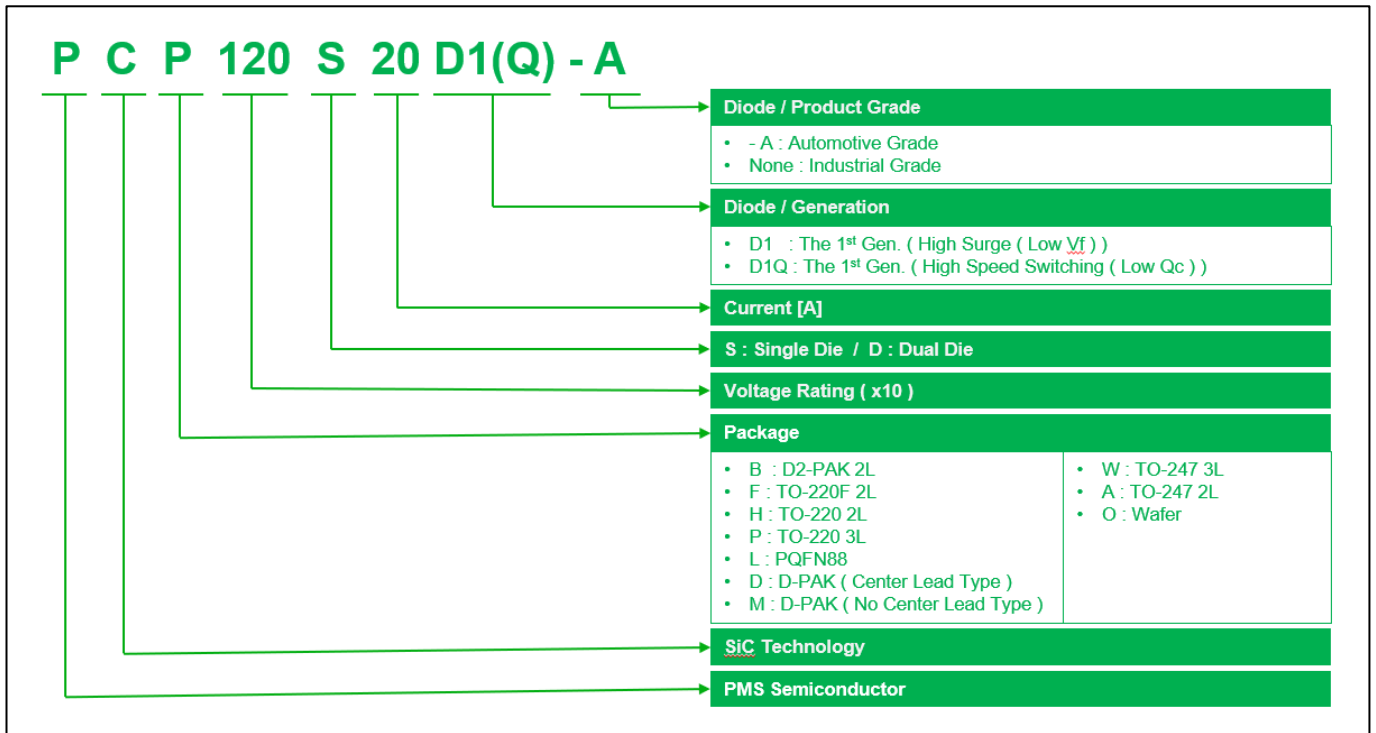 P C P 120 S 20 D1(Q) - A
Diode / Product Grade
• - A : Automotive Grade
• None : Industrial Grade
Diode / Generation
• D1 : The 1st Gen. ( High Surge ( Low Vf ) )
• D1Q : The 1st Gen. ( High Speed Switching ( Low Qc ) )
Current [A]
S : Single Die / D : Dual Die
Voltage Rating ( x10 )
Package
• B : D2-PAK 2L
• F : TO-220F 2L
• H : TO-220 2L
• P : TO-220 3L
• L : PQFN88
• D : D-PAK ( Center Lead Type )
• M : D-PAK ( No Center Lead Type )
• W : TO-247 3L
• A : TO-247 2L
• O : Wafer
SiC Technology
PMS Semiconductor